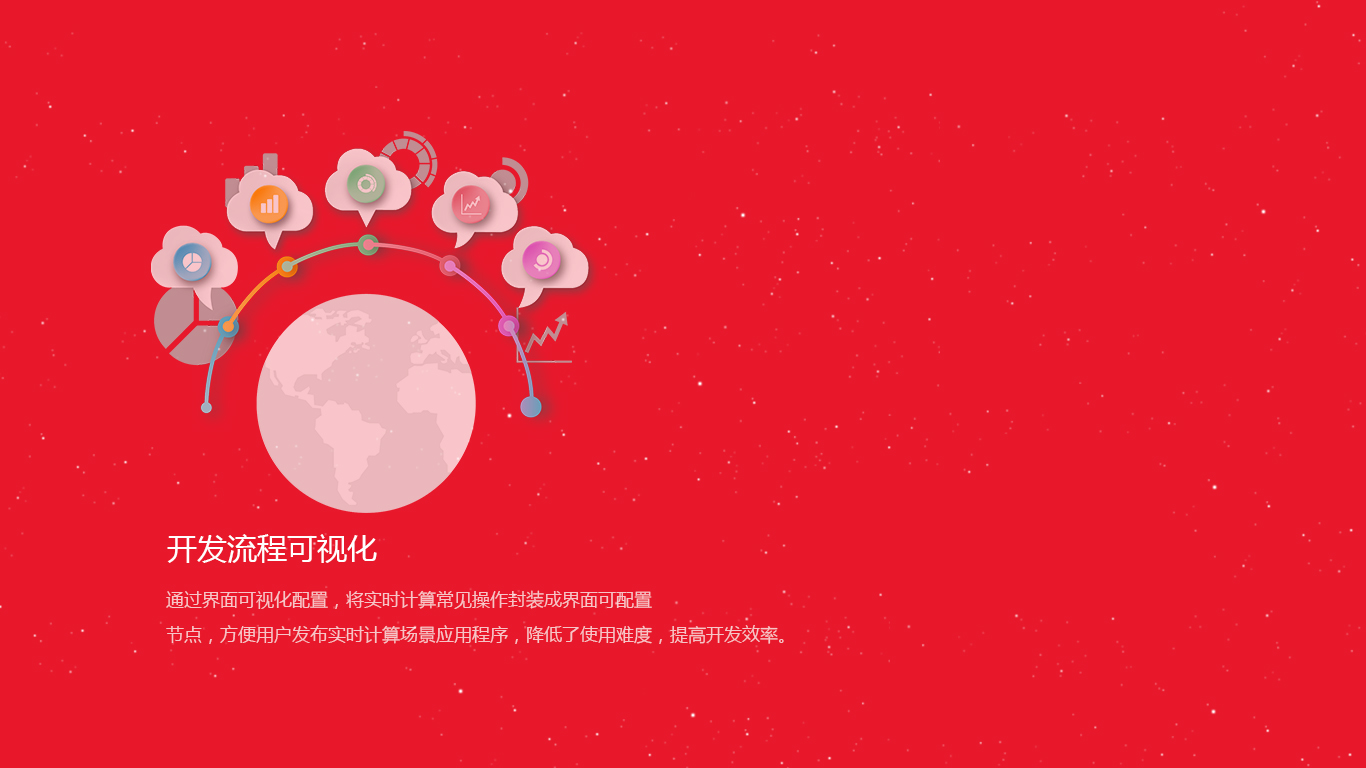 开发流程可视化
通过界面可视化配置，将实时计算常见操作封装成界面可配置
节点，方便用户发布实时计算场景应用程序，降低了使用难度，提高开发效率。